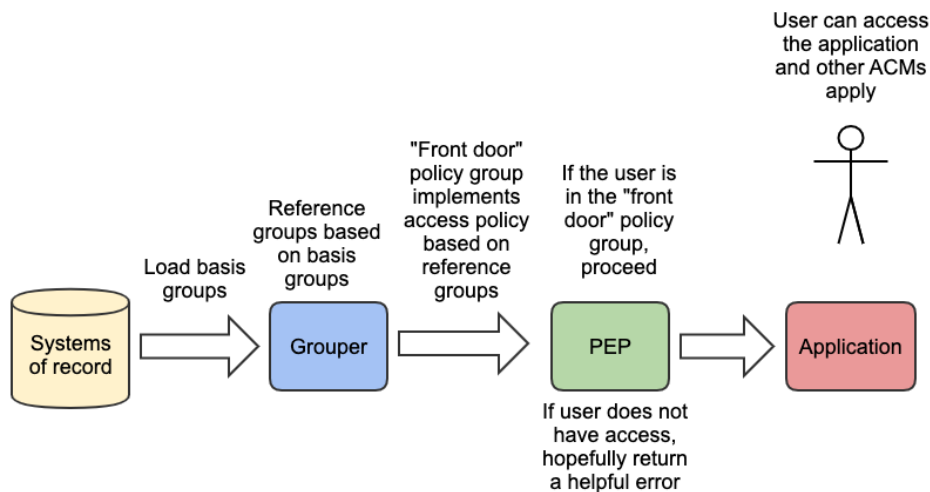 User can access
the application
and other ACMs
apply
"Front door"
policy group
implements
access policy
based on
reference
groups
If the user is
in the "front
door" policy
group,
proceed
Reference
groups based
on basis
groups
Load basis
groups
Systems
of record
Grouper
PEP
Application
If user does not
have access,
hopefully return
a helpful error